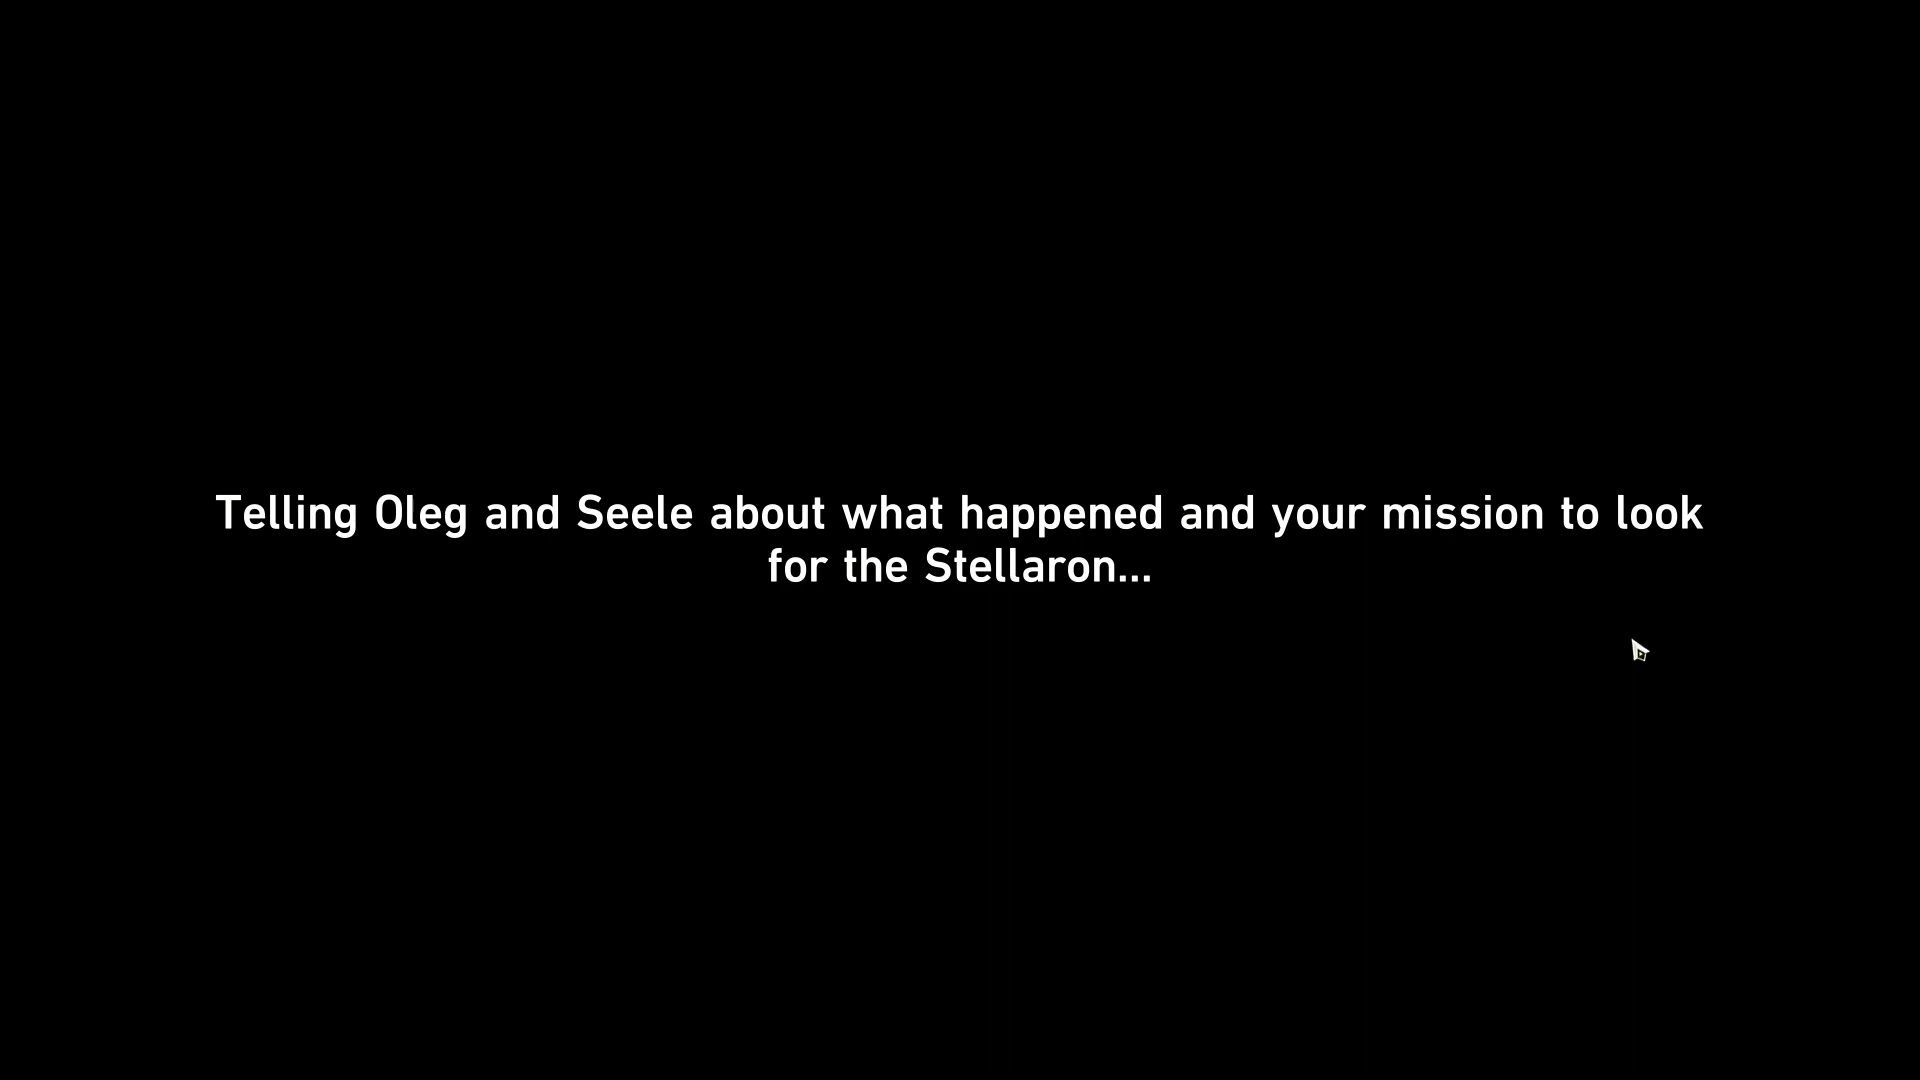 Telling Oleg and Seele about what happened and your mission to look
for the Stellaron...